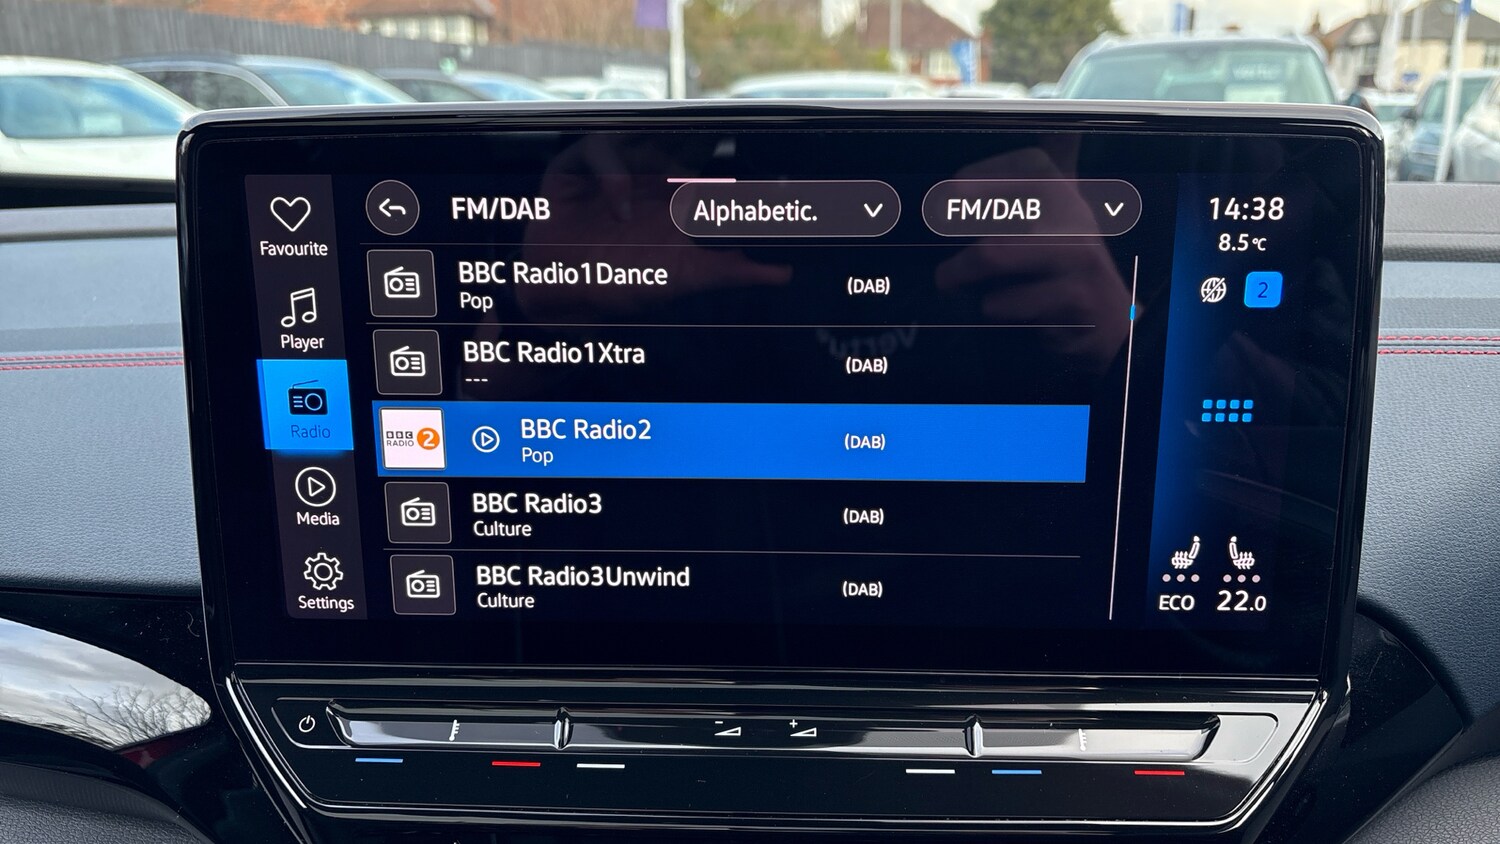 Favourite
Player
Radio
Media
Settings
FM/DAB
Alphabetic.
FM/DAB
BBC Radio1Dance
Pop
(DAB)
BBC Radio1Xtra
---
(DAB)
BBC
RADIO 2
BBC Radio2
Pop
(DAB)
BBC Radio3
Culture
(DAB)
BBC Radio3Unwind
Culture
(DAB)
14:38
8.5°C
2
ECO 22.0
- +